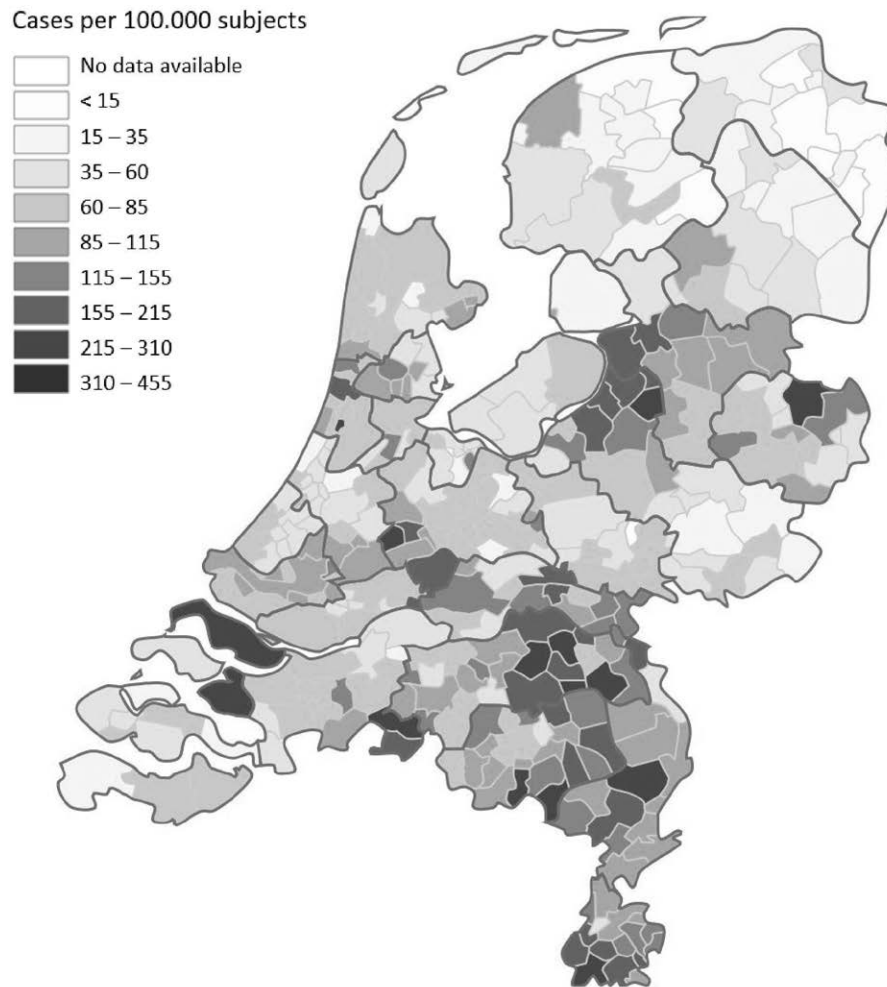 Cases per 100.000 subjects
No data available
< 15
15 – 35
35 – 60
60 – 85
85 – 115
115 – 155
155 – 215
215 – 310
310 – 455